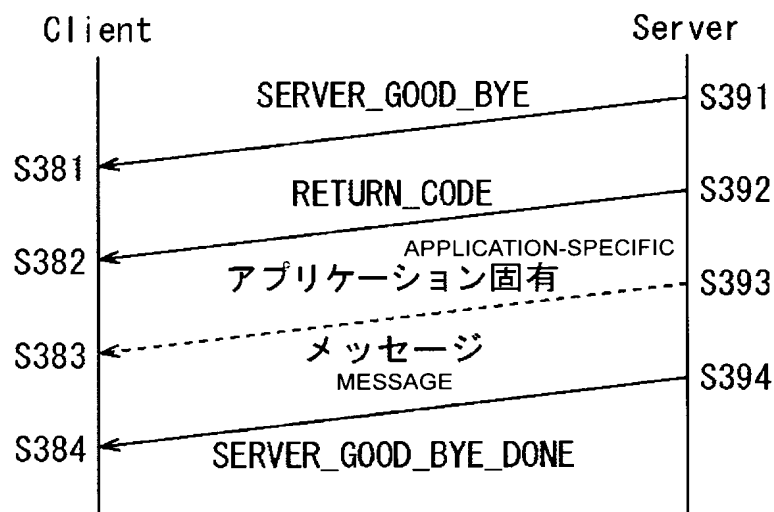 Client
Server
SERVER_GOOD_BYE
S391
S381
RETURN_CODE
S392
S382
APPLICATION-SPECIFIC
アプリケーション固有
S393
S383
メッセージ
MESSAGE
S394
S384
SERVER_GOOD_BYE_DONE